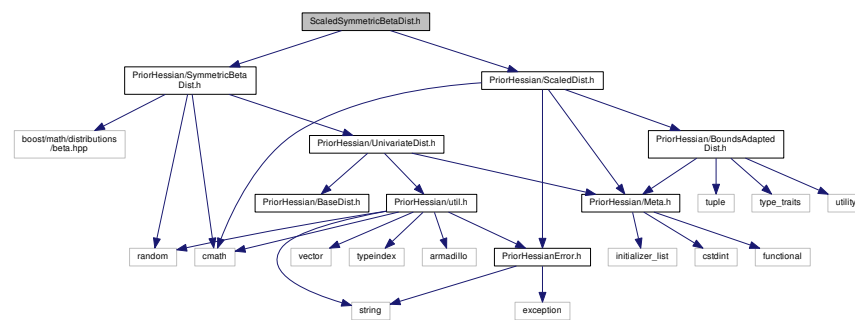 ScaledSymmetricBetaDist.h
PriorHessian/SymmetricBeta
Dist.h
PriorHessian/ScaledDist.h
boost/math/distributions
/beta.hpp
PriorHessian/UnivariateDist.h
PriorHessian/BoundsAdapted
Dist.h
PriorHessian/BaseDist.h
PriorHessian/util.h
PriorHessian/Meta.h
tuple
type_traits
utility
random
cmath
vector
typeindex
armadillo
PriorHessianError.h
initializer_list
cstdint
functional
string
exception